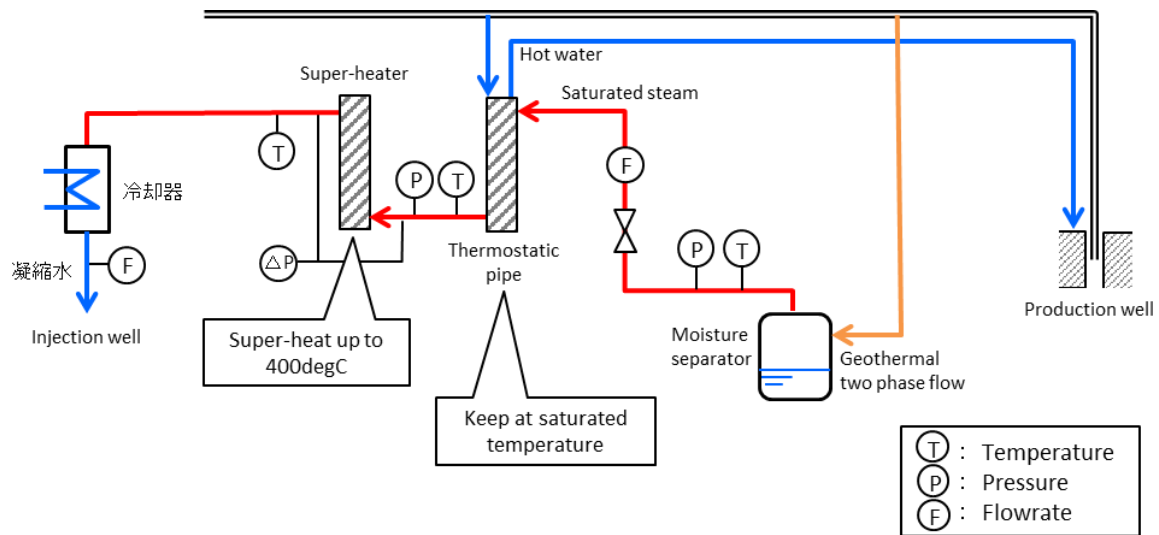 Hot water
Super-heater
Saturated steam
T
F
冷却器
P
T
凝縮水
F
△P
Thermostatic
pipe
P
T
Injection well
Production well
Super-heat up to
400degC
Moisture
separator
Geothermal
two phase flow
Keep at saturated
temperature
T : Temperature
P : Pressure
F : Flowrate